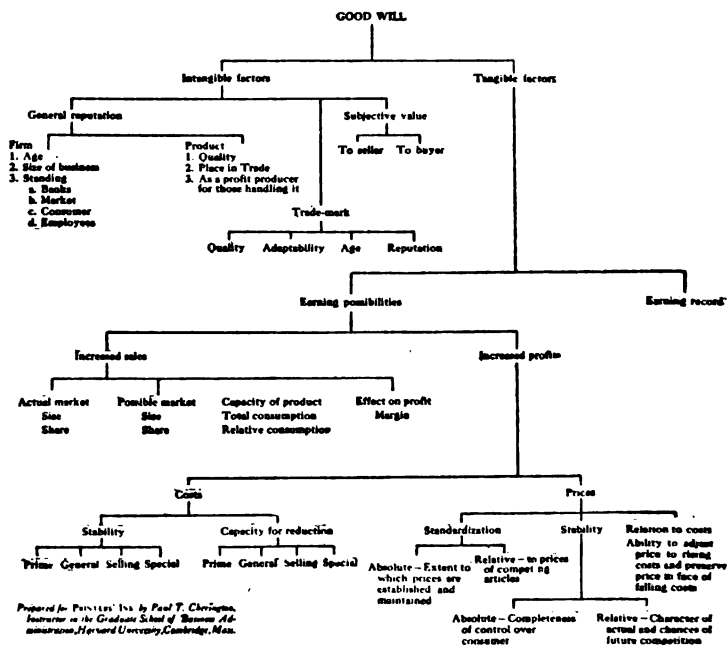 GOOD WILL
Intangible factors
Tangible factors
General reputation
Subjective value
Firm
1. Age
2. Size of business
3. Standing
a. Banks
b. Market
c. Consumer
d. Employees
Product
1. Quality
2. Place in Trade
3. As a profit producer
for those handling it
To seller
To buyer
Trade-mark
Quality
Adaptability
Age
Reputation
Earning possibilities
Earning record
Increased sales
Increased profits
Actual market
Size
Share
Possible market
Size
Share
Capacity of product
Total consumption
Relative consumption
Effect on profit
Margin
Costs
Prices
Stability
Capacity for reduction
Prime General Selling Special
Prime General Selling Special
Standardization
Stability
Relation to costs
Ability to adjust
price to rising
costs and preserve
price in face of
falling costs
Absolute – Extent to
which prices are
established and
maintained
Relative – to prices
of competing
articles
Absolute – Completeness
of control over
consumer
Relative – Character of
actual and chances of
future competition
Prepared for PRINTERS' INK by Paul T. Cherington,
Instructor in the Graduate School of Business Ad-
ministration, Harvard University, Cambridge, Mass.